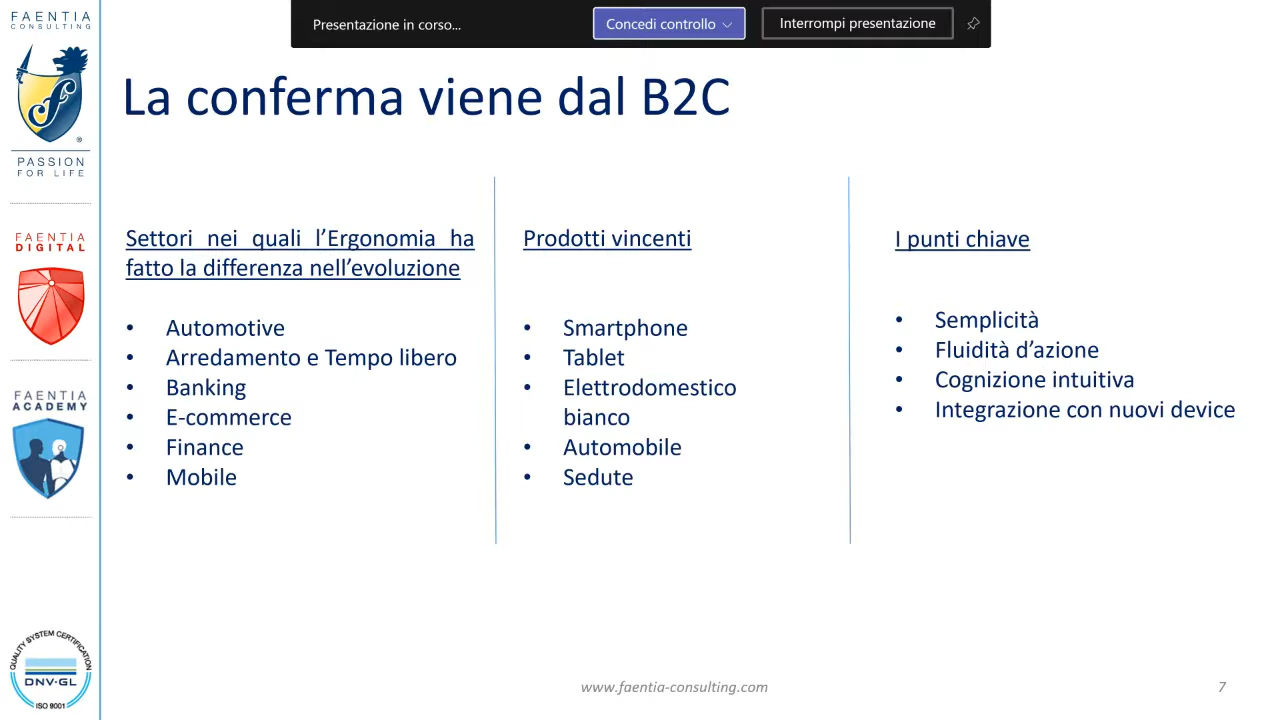 FAENTIA
CONSULTING
Presentazione in corso...
Concedi controllo
Interrompi presentazione
La conferma viene dal B2C
®
PASSION
FOR LIFE
FAENTIA
DIGITAL
FAENTIA
ACADEMY
Settori nei quali l’Ergonomia ha
fatto la differenza nell’evoluzione
• Automotive
• Arredamento e Tempo libero
• Banking
• E-commerce
• Finance
• Mobile
Prodotti vincenti
• Smartphone
• Tablet
• Elettrodomestico
bianco
• Automobile
• Sedute
I punti chiave
• Semplicità
• Fluidità d’azione
• Cognizione intuitiva
• Integrazione con nuovi device
QUALITY SYSTEM CERTIFICATION
DNV·GL
ISO 9001
www.faentia-consulting.com
7